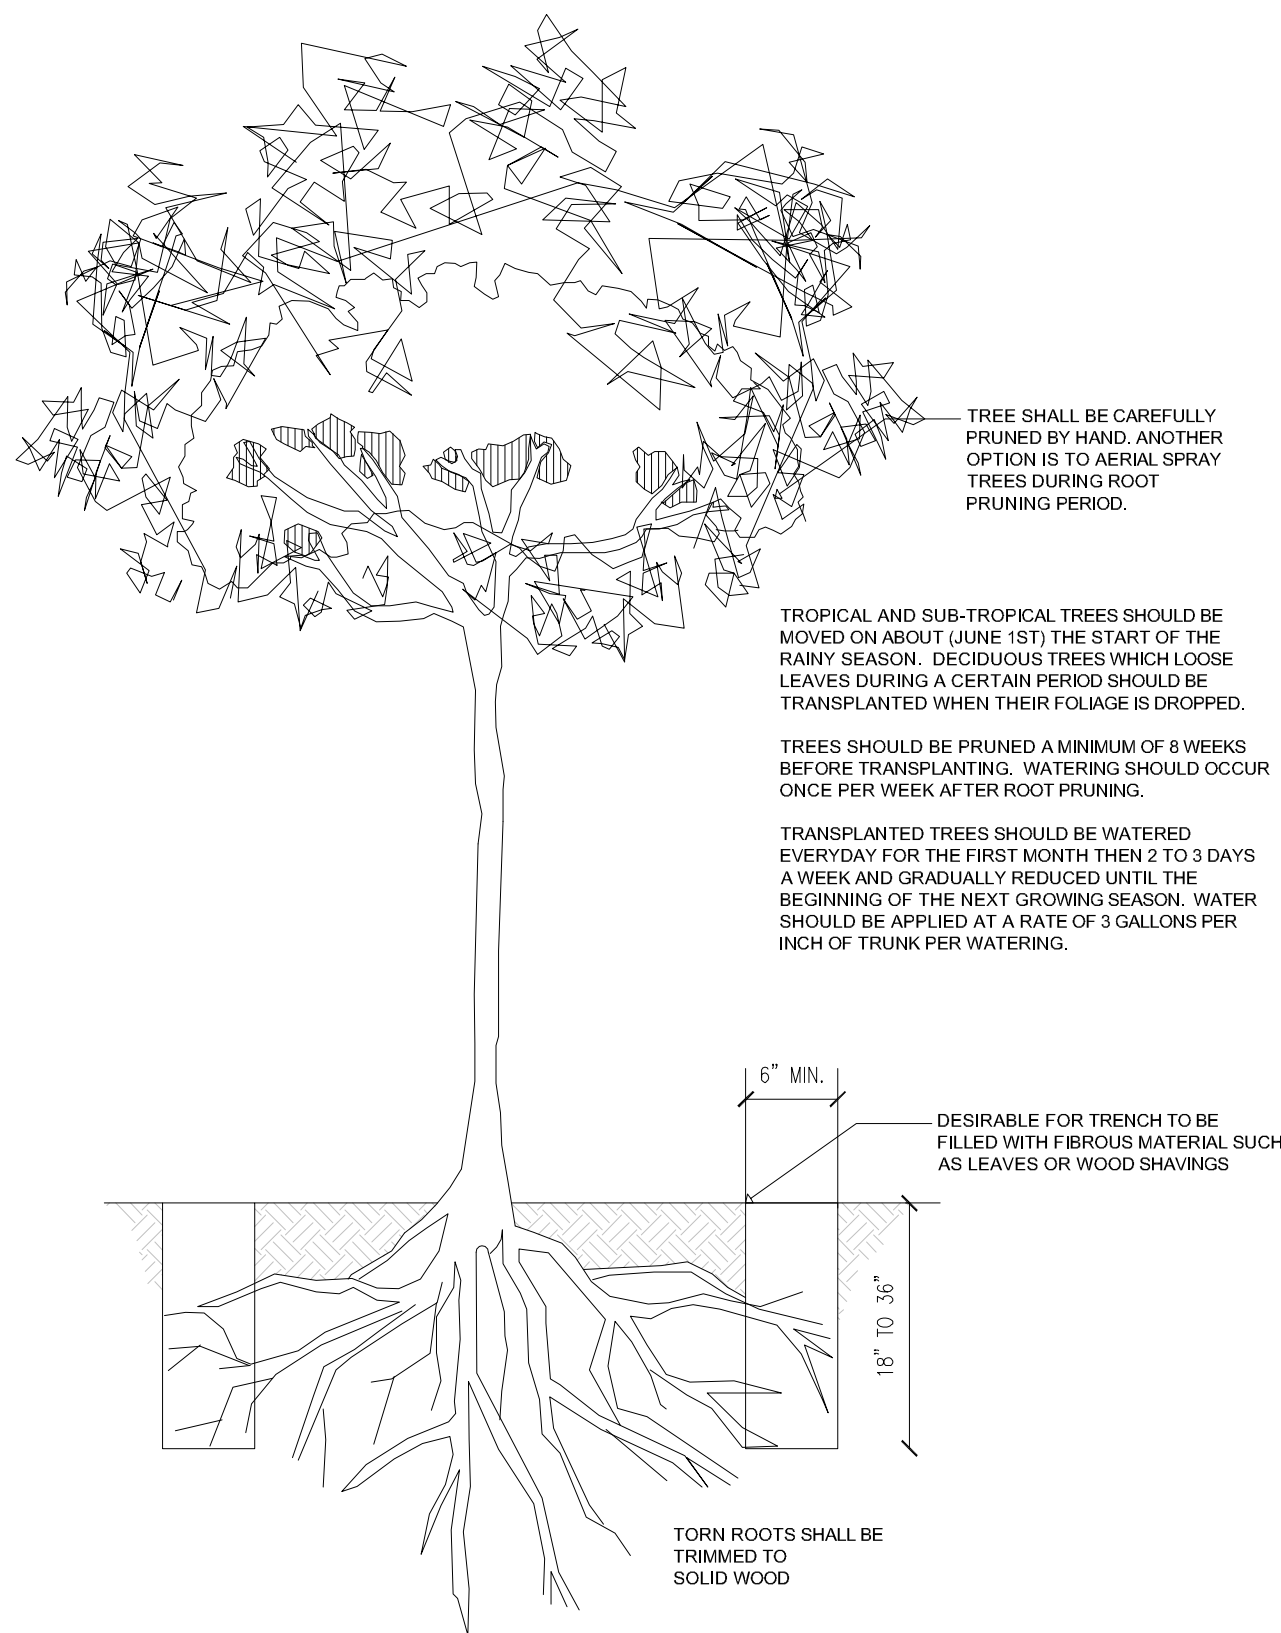 TREE SHALL BE CAREFULLY
PRUNED BY HAND. ANOTHER
OPTION IS TO AERIAL SPRAY
TREES DURING ROOT
PRUNING PERIOD.
TROPICAL AND SUB-TROPICAL TREES SHOULD BE
MOVED ON ABOUT (JUNE 1ST) THE START OF THE
RAINY SEASON. DECIDUOUS TREES WHICH LOOSE
LEAVES DURING A CERTAIN PERIOD SHOULD BE
TRANSPLANTED WHEN THEIR FOLIAGE IS DROPPED.
TREES SHOULD BE PRUNED A MINIMUM OF 8 WEEKS
BEFORE TRANSPLANTING. WATERING SHOULD OCCUR
ONCE PER WEEK AFTER ROOT PRUNING.
TRANSPLANTED TREES SHOULD BE WATERED
EVERYDAY FOR THE FIRST MONTH THEN 2 TO 3 DAYS
A WEEK AND GRADUALLY REDUCED UNTIL THE
BEGINNING OF THE NEXT GROWING SEASON. WATER
SHOULD BE APPLIED AT A RATE OF 3 GALLONS PER
INCH OF TRUNK PER WATERING.
6" MIN.
DESIRABLE FOR TRENCH TO BE
FILLED WITH FIBROUS MATERIAL SUCH
AS LEAVES OR WOOD SHAVINGS
18" TO 36"
TORN ROOTS SHALL BE
TRIMMED TO
SOLID WOOD